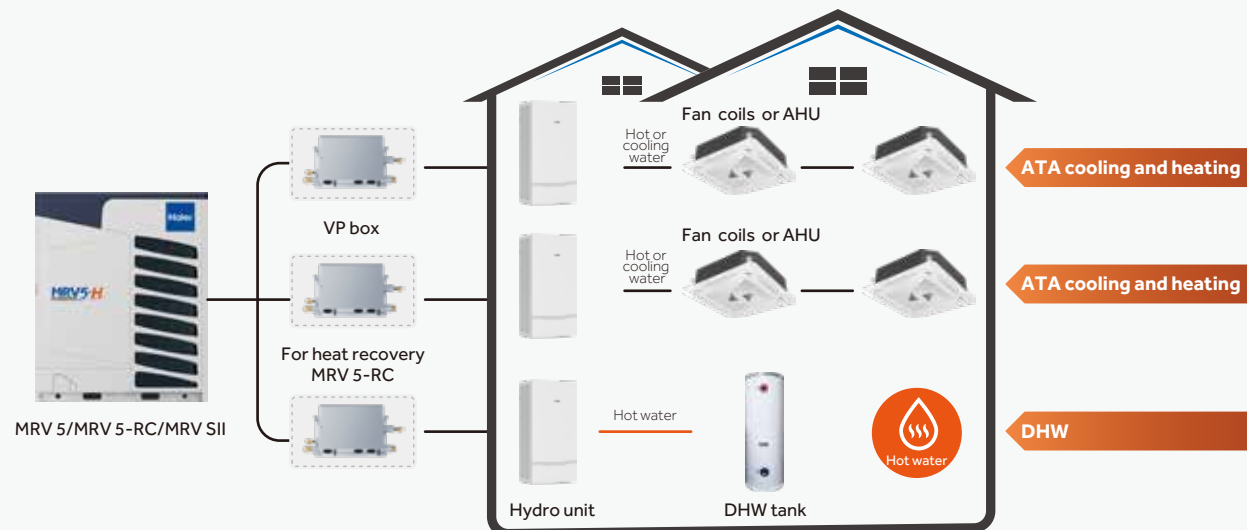 Fan coils or AHU
Hot or
cooling
water
ATA cooling and heating
VP box
Haier
MRV5-H
Fan coils or AHU
Hot or
cooling
water
ATA cooling and heating
For heat recovery
MRV 5-RC
MRV 5/MRV 5-RC/MRV SII
Hot water
Hot water
DHW
Hydro unit
DHW tank